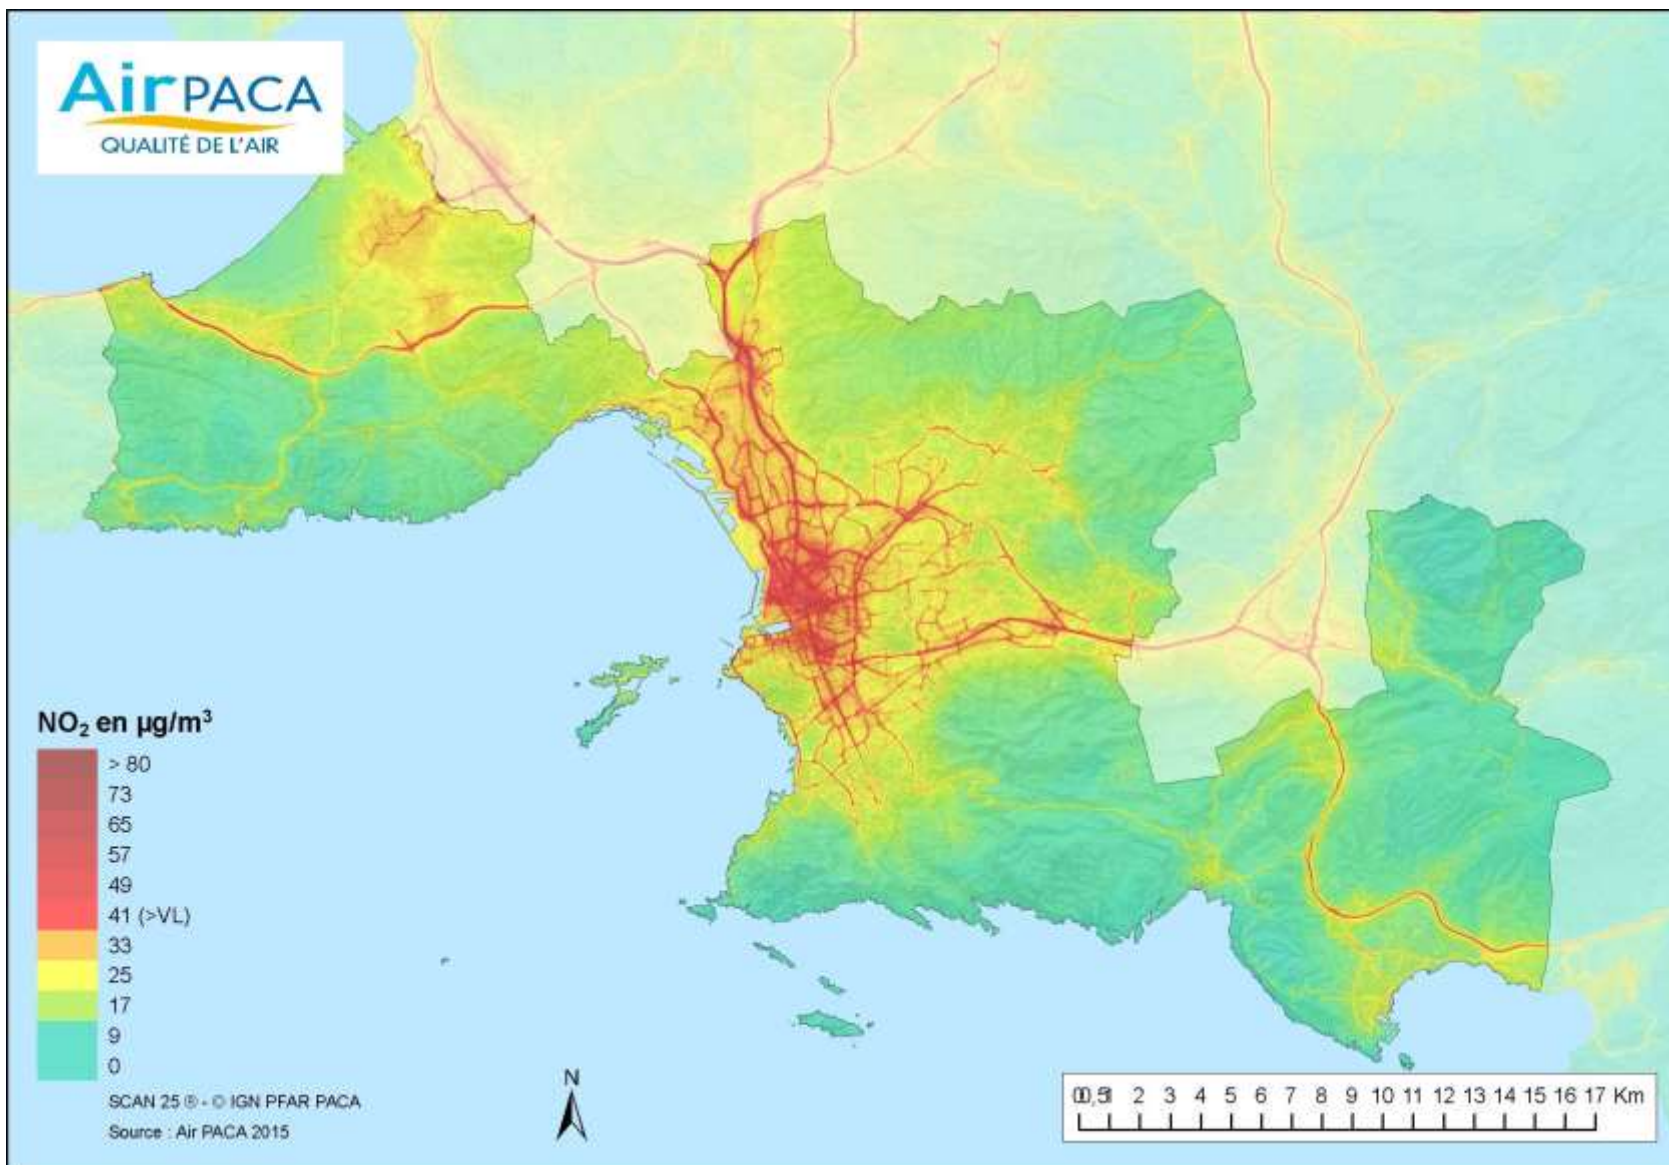 AirPACA
QUALITÉ DE L'AIR
NO₂ en µg/m³
> 80
73
65
57
49
41 (>VL)
33
25
17
9
0
SCAN 25 ® - © IGN PFAR PACA
Source : Air PACA 2015
N
0 0,5 1 2 3 4 5 6 7 8 9 10 11 12 13 14 15 16 17 Km